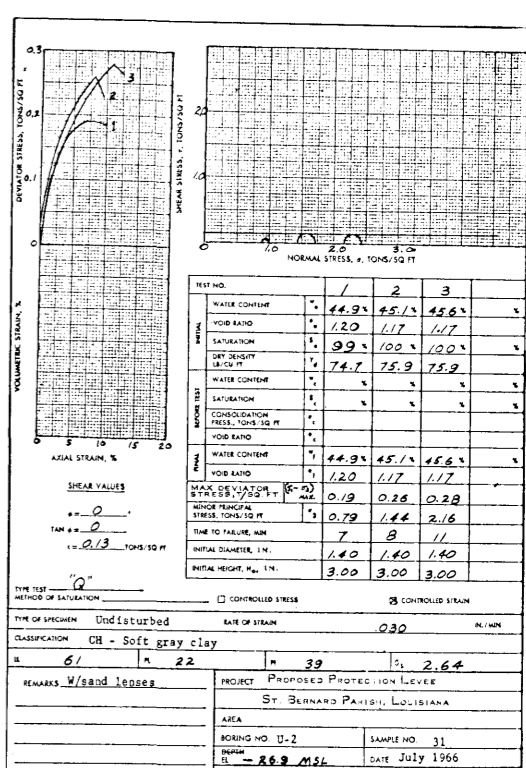 DEVIATOR STRESS, TONS/SQ FT
0.3
0.2
0.1
0
1
2
3
SHEAR STRESS, τ, TONS/SQ FT
2.0
1.0
0
1.0
2.0
3.0
NORMAL STRESS, σ, TONS/SQ FT
VOLUMETRIC STRAIN, %
0 5 10 15 20
AXIAL STRAIN, %
SHEAR VALUES
φ = 0 °
TAN φ = 0
c = 0.13 TONS/SQ FT
TEST NO. 1 2 3
INITIAL
WATER CONTENT 44.9% 45.1% 45.6% %
VOID RATIO 1.20 1.17 1.17
SATURATION 99% 100% 100% %
DRY DENSITY LB/CU FT 74.7 75.9 75.9
BEFORE TEST
WATER CONTENT % % % %
SATURATION % % % %
CONSOLIDATION PRESS., TONS/SQ FT
VOID RATIO
FINAL
WATER CONTENT 44.9% 45.1% 45.6% %
VOID RATIO 1.20 1.17 1.17
MAX DEVIATOR STRESS, T/SQ. FT MAX. 0.19 0.26 0.28
MINOR PRINCIPAL STRESS, TONS/SQ FT σ3 0.79 1.44 2.16
TIME TO FAILURE, MIN 7 8 11
INITIAL DIAMETER, IN. 1.40 1.40 1.40
INITIAL HEIGHT, H₀, IN. 3.00 3.00 3.00
TYPE TEST "Q"
METHOD OF SATURATION CONTROLLED STRESS CONTROLLED STRAIN
TYPE OF SPECIMEN Undisturbed RATE OF STRAIN .030 IN./MIN
CLASSIFICATION CH - Soft gray clay
LL 61 PL 22 PI 39 Gs 2.64
REMARKS W/sand lenses
PROJECT PROPOSED PROTECTION LEVEE
ST. BERNARD PARISH, LOUISIANA
AREA
BORING NO. U-2 SAMPLE NO. 31
DEPTH
EL -26.9 MSL DATE July 1966